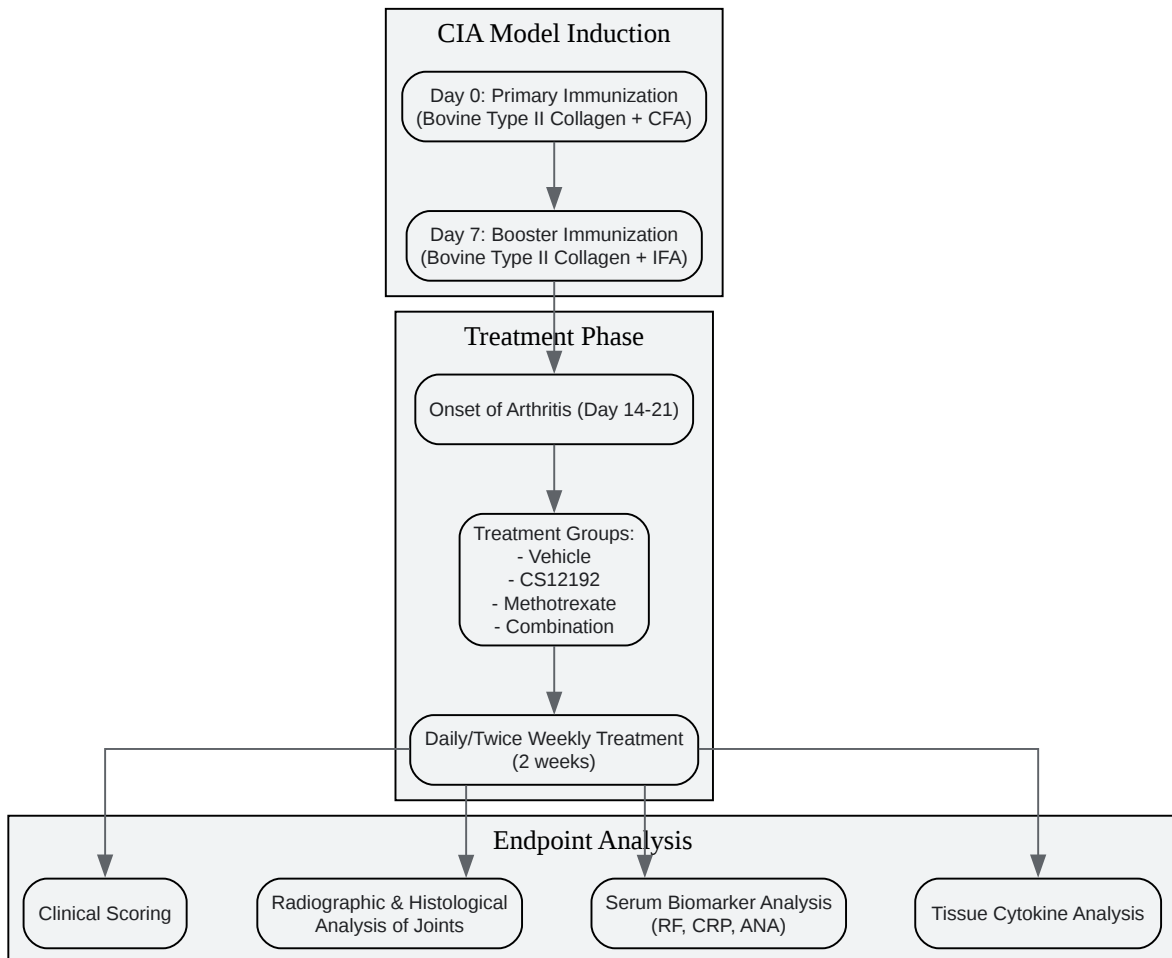 CIA Model Induction
Day 0: Primary Immunization
(Bovine Type II Collagen + CFA)
Day 7: Booster Immunization
(Bovine Type II Collagen + IFA)
Treatment Phase
Onset of Arthritis (Day 14-21)
Treatment Groups:
- Vehicle
- CS12192
- Methotrexate
- Combination
Daily/Twice Weekly Treatment
(2 weeks)
Endpoint Analysis
Clinical Scoring
Radiographic & Histological
Analysis of Joints
Serum Biomarker Analysis
(RF, CRP, ANA)
Tissue Cytokine Analysis